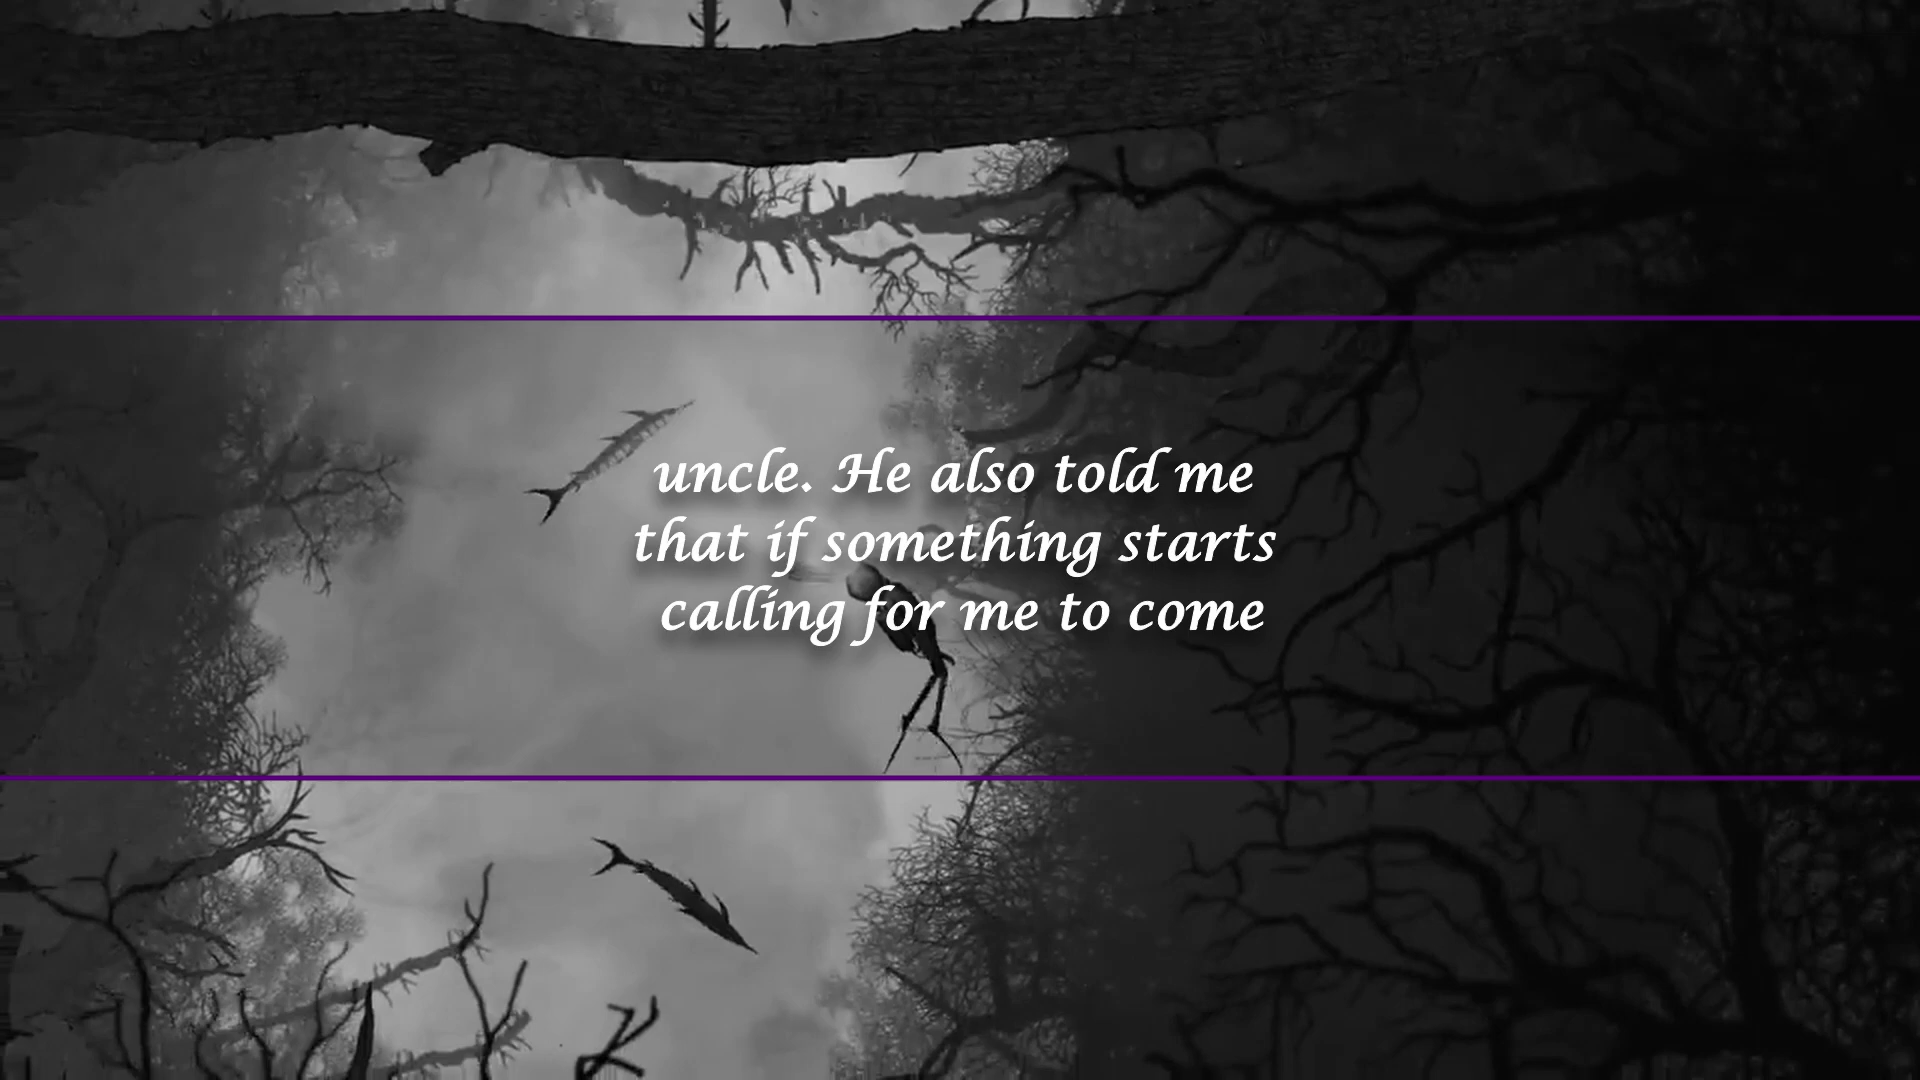 uncle. He also told me
that if something starts
calling for me to come